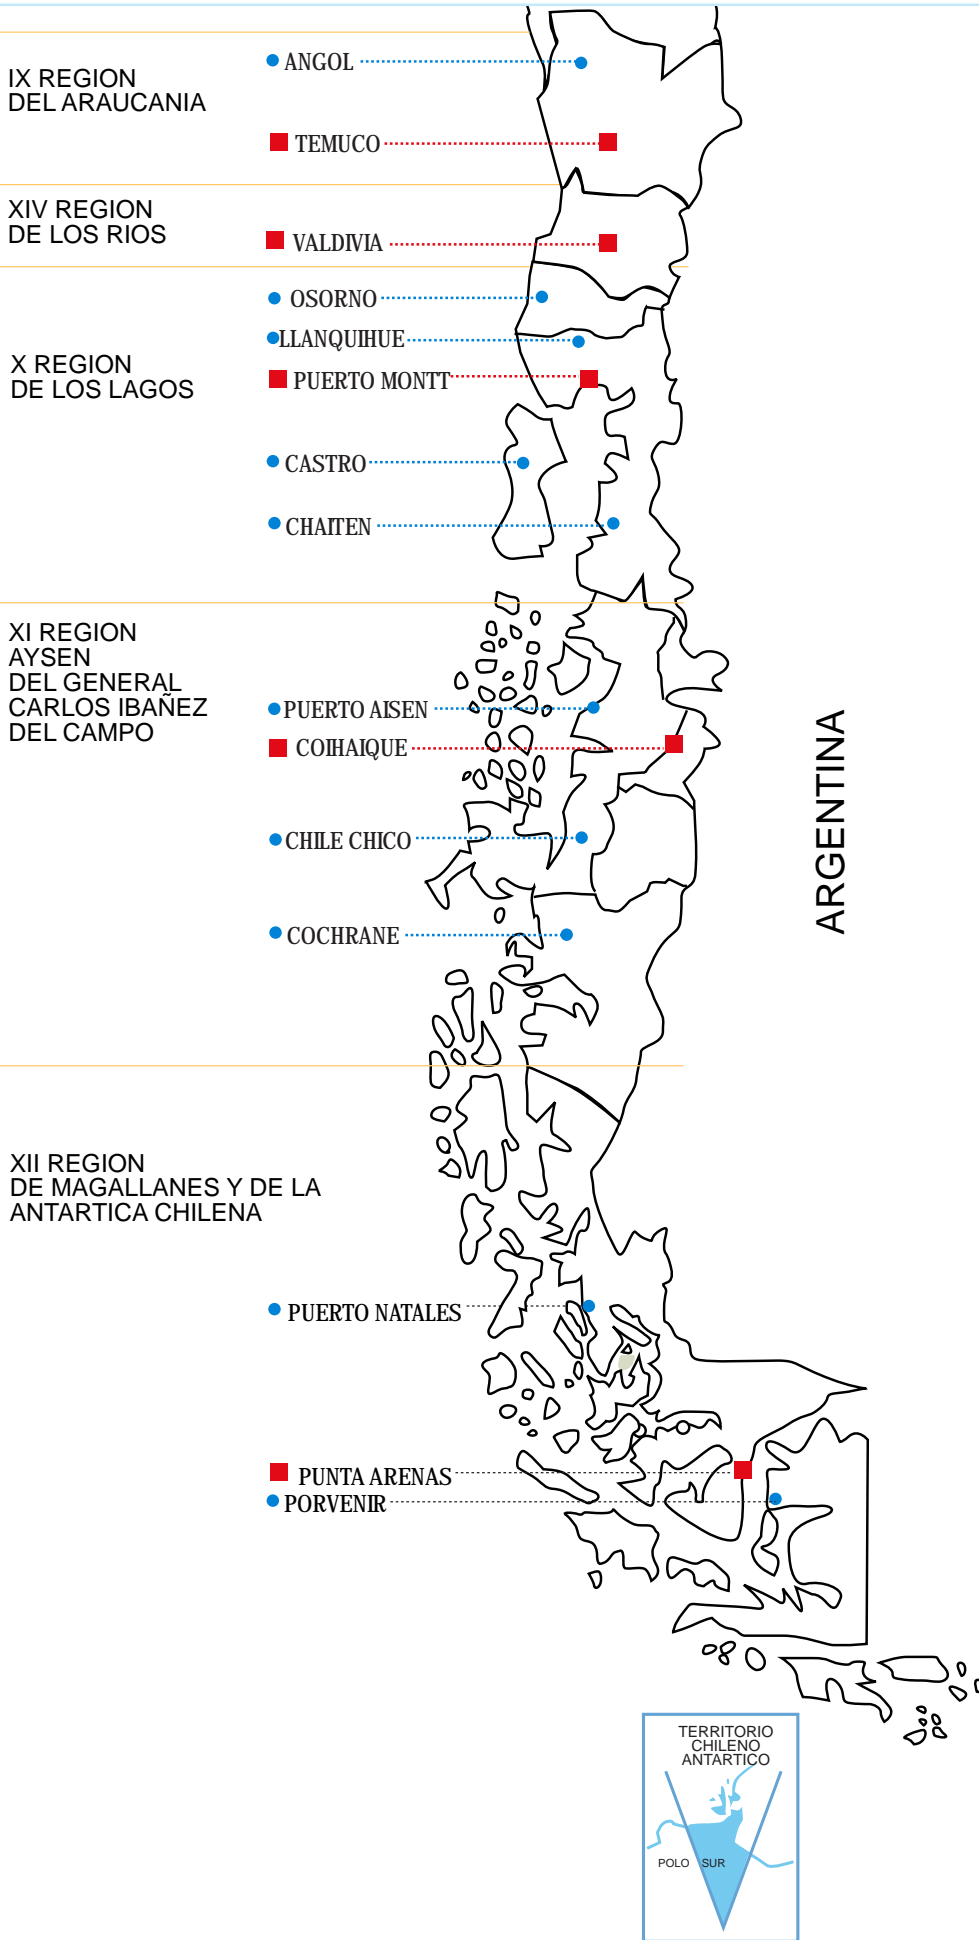 IX REGION
DEL ARAUCANIA
ANGOL
TEMUCO
XIV REGION
DE LOS RIOS
VALDIVIA
X REGION
DE LOS LAGOS
OSORNO
LLANQUIHUE
PUERTO MONTT
CASTRO
CHAITEN
XI REGION
AYSEN
DEL GENERAL
CARLOS IBAÑEZ
DEL CAMPO
PUERTO AISEN
COIHAIQUE
CHILE CHICO
COCHRANE
ARGENTINA
XII REGION
DE MAGALLANES Y DE LA
ANTARTICA CHILENA
PUERTO NATALES
PUNTA ARENAS
PORVENIR
TERRITORIO
CHILENO
ANTARTICO
POLO SUR